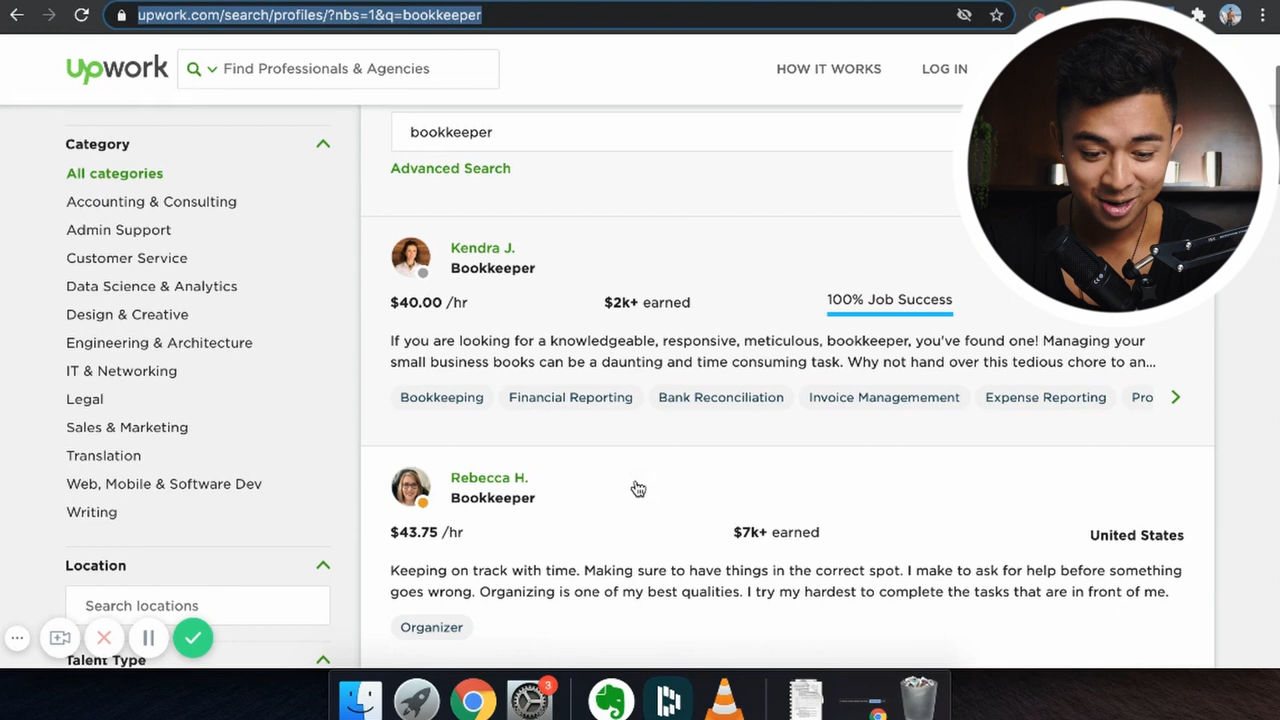 upwork.com/search/profiles/?nbs=1&q=bookkeeper
upwork
Find Professionals & Agencies
HOW IT WORKS
LOG IN
Category
All categories
Accounting & Consulting
Admin Support
Customer Service
Data Science & Analytics
Design & Creative
Engineering & Architecture
IT & Networking
Legal
Sales & Marketing
Translation
Web, Mobile & Software Dev
Writing
Location
Search locations
Talent Type
bookkeeper
Advanced Search
Kendra J.
Bookkeeper
$40.00 /hr
$2k+ earned
100% Job Success
If you are looking for a knowledgeable, responsive, meticulous, bookkeeper, you've found one! Managing your
small business books can be a daunting and time consuming task. Why not hand over this tedious chore to an...
Bookkeeping
Financial Reporting
Bank Reconciliation
Invoice Managemement
Expense Reporting
Pro
Rebecca H.
Bookkeeper
$43.75 /hr
$7k+ earned
United States
Keeping on track with time. Making sure to have things in the correct spot. I make to ask for help before something
goes wrong. Organizing is one of my best qualities. I try my hardest to complete the tasks that are in front of me.
Organizer
3